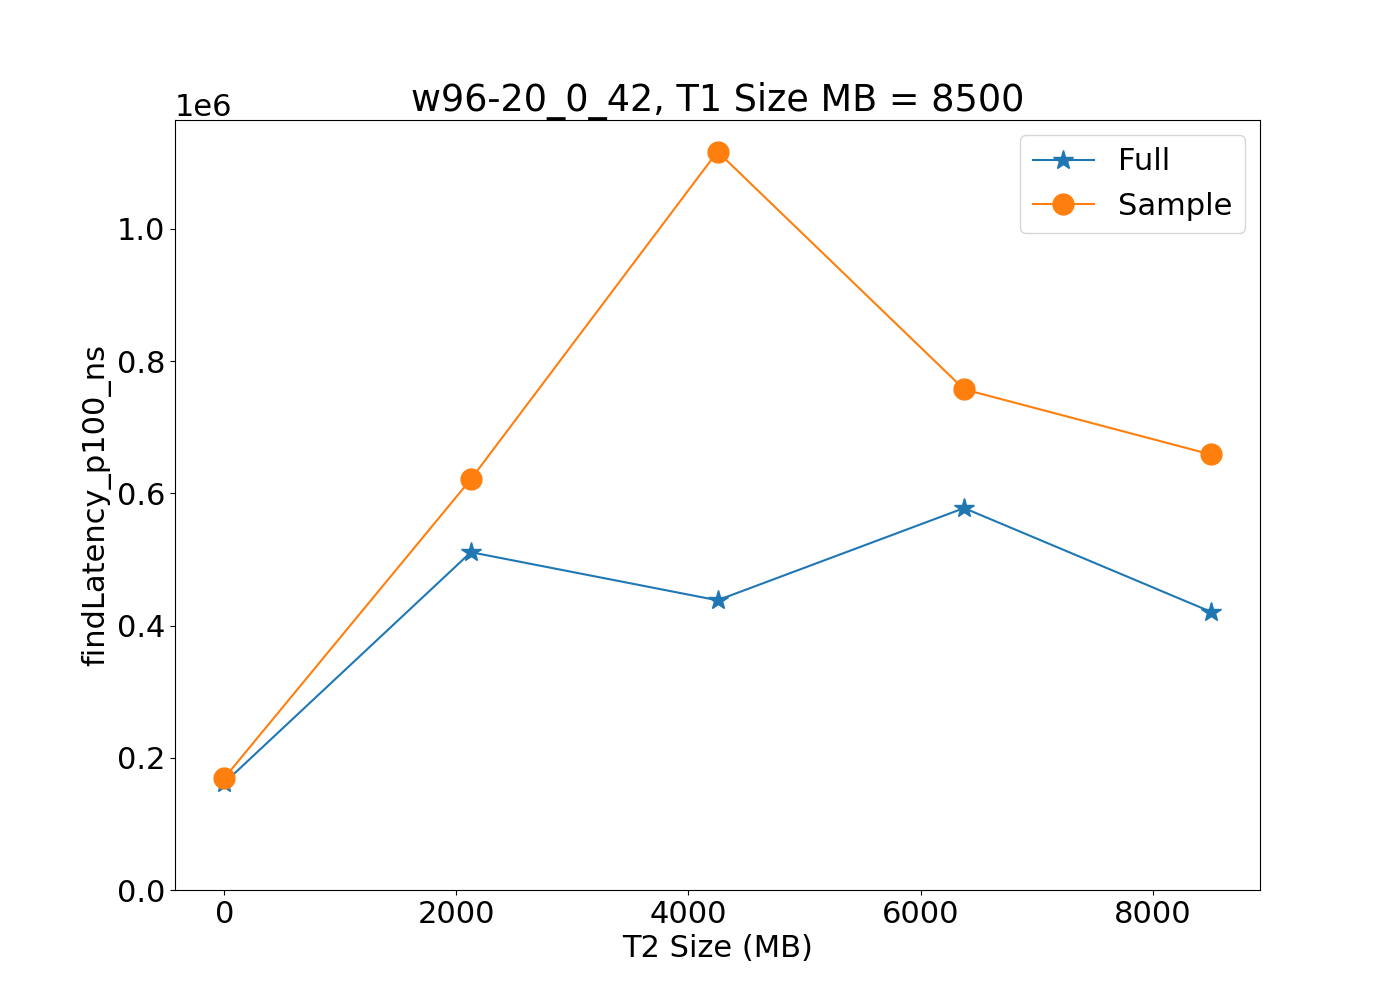 w96-20_0_42, T1 Size MB = 8500
1e6
Full
Sample
1.0
0.8
0.6
0.4
0.2
0.0
findLatency_p100_ns
0 2000 4000 6000 8000
T2 Size (MB)